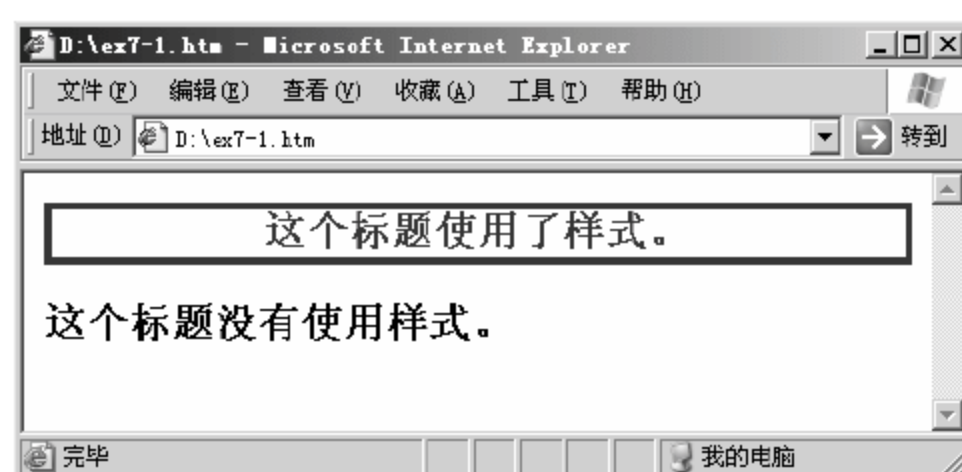 D:\ex7-1.htm - Microsoft Internet Explorer
文件(F) 编辑(E) 查看(V) 收藏(A) 工具(T) 帮助(H)
地址(D) D:\ex7-1.htm 转到
这个标题使用了样式。
这个标题没有使用样式。
完毕 我的电脑